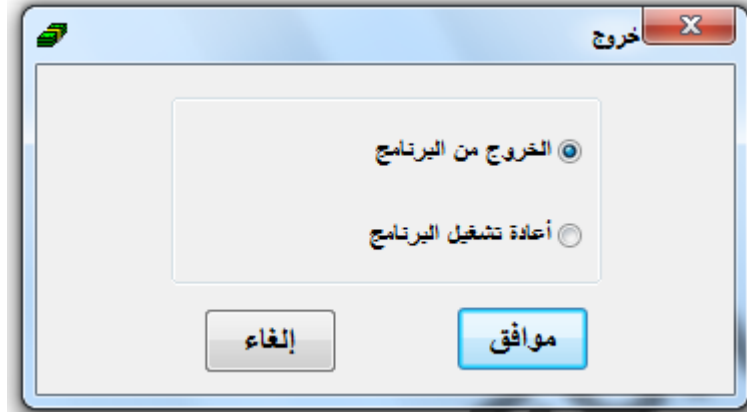 خروج
الخروج من البرنامج
أعادة تشغيل البرنامج
موافق
إلغاء